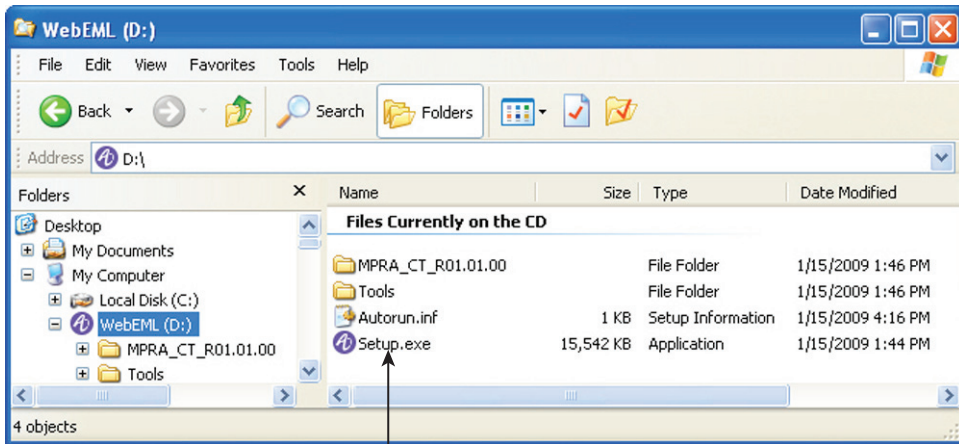 WebEML (D:)
File Edit View Favorites Tools Help
Back Search Folders
Address D:\
Folders X Name Size Type Date Modified
Files Currently on the CD
Desktop
My Documents
My Computer
Local Disk (C:)
WebEML (D:)
MPRA_CT_R01.01.00
Tools
MPRA_CT_R01.01.00 File Folder 1/15/2009 1:46 PM
Tools File Folder 1/15/2009 1:46 PM
Autorun.inf 1 KB Setup Information 1/15/2009 4:16 PM
Setup.exe 15,542 KB Application 1/15/2009 1:44 PM
4 objects